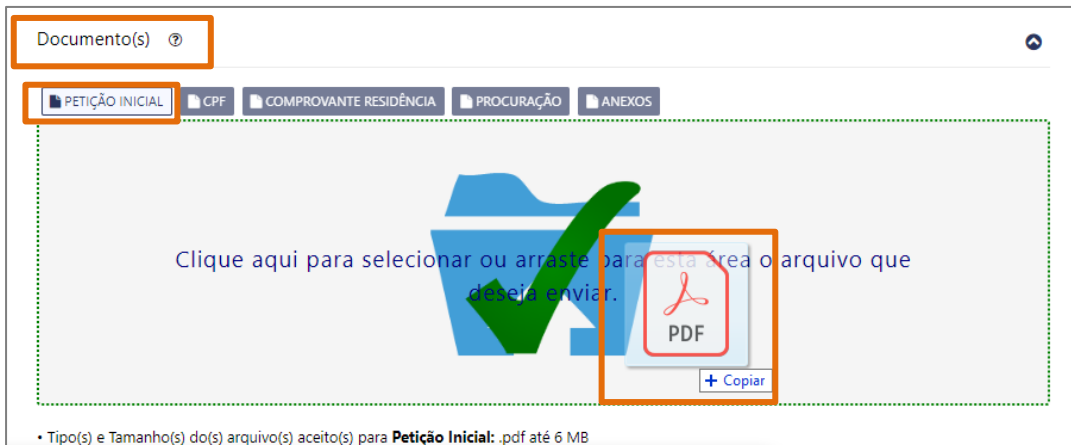 Documento(s) ?
PETIÇÃO INICIAL CPF COMPROVANTE RESIDÊNCIA PROCURAÇÃO ANEXOS
Clique aqui para selecionar ou arraste para esta área o arquivo que
deseja enviar.
PDF
+ Copiar
• Tipo(s) e Tamanho(s) do(s) arquivo(s) aceito(s) para Petição Inicial: .pdf até 6 MB